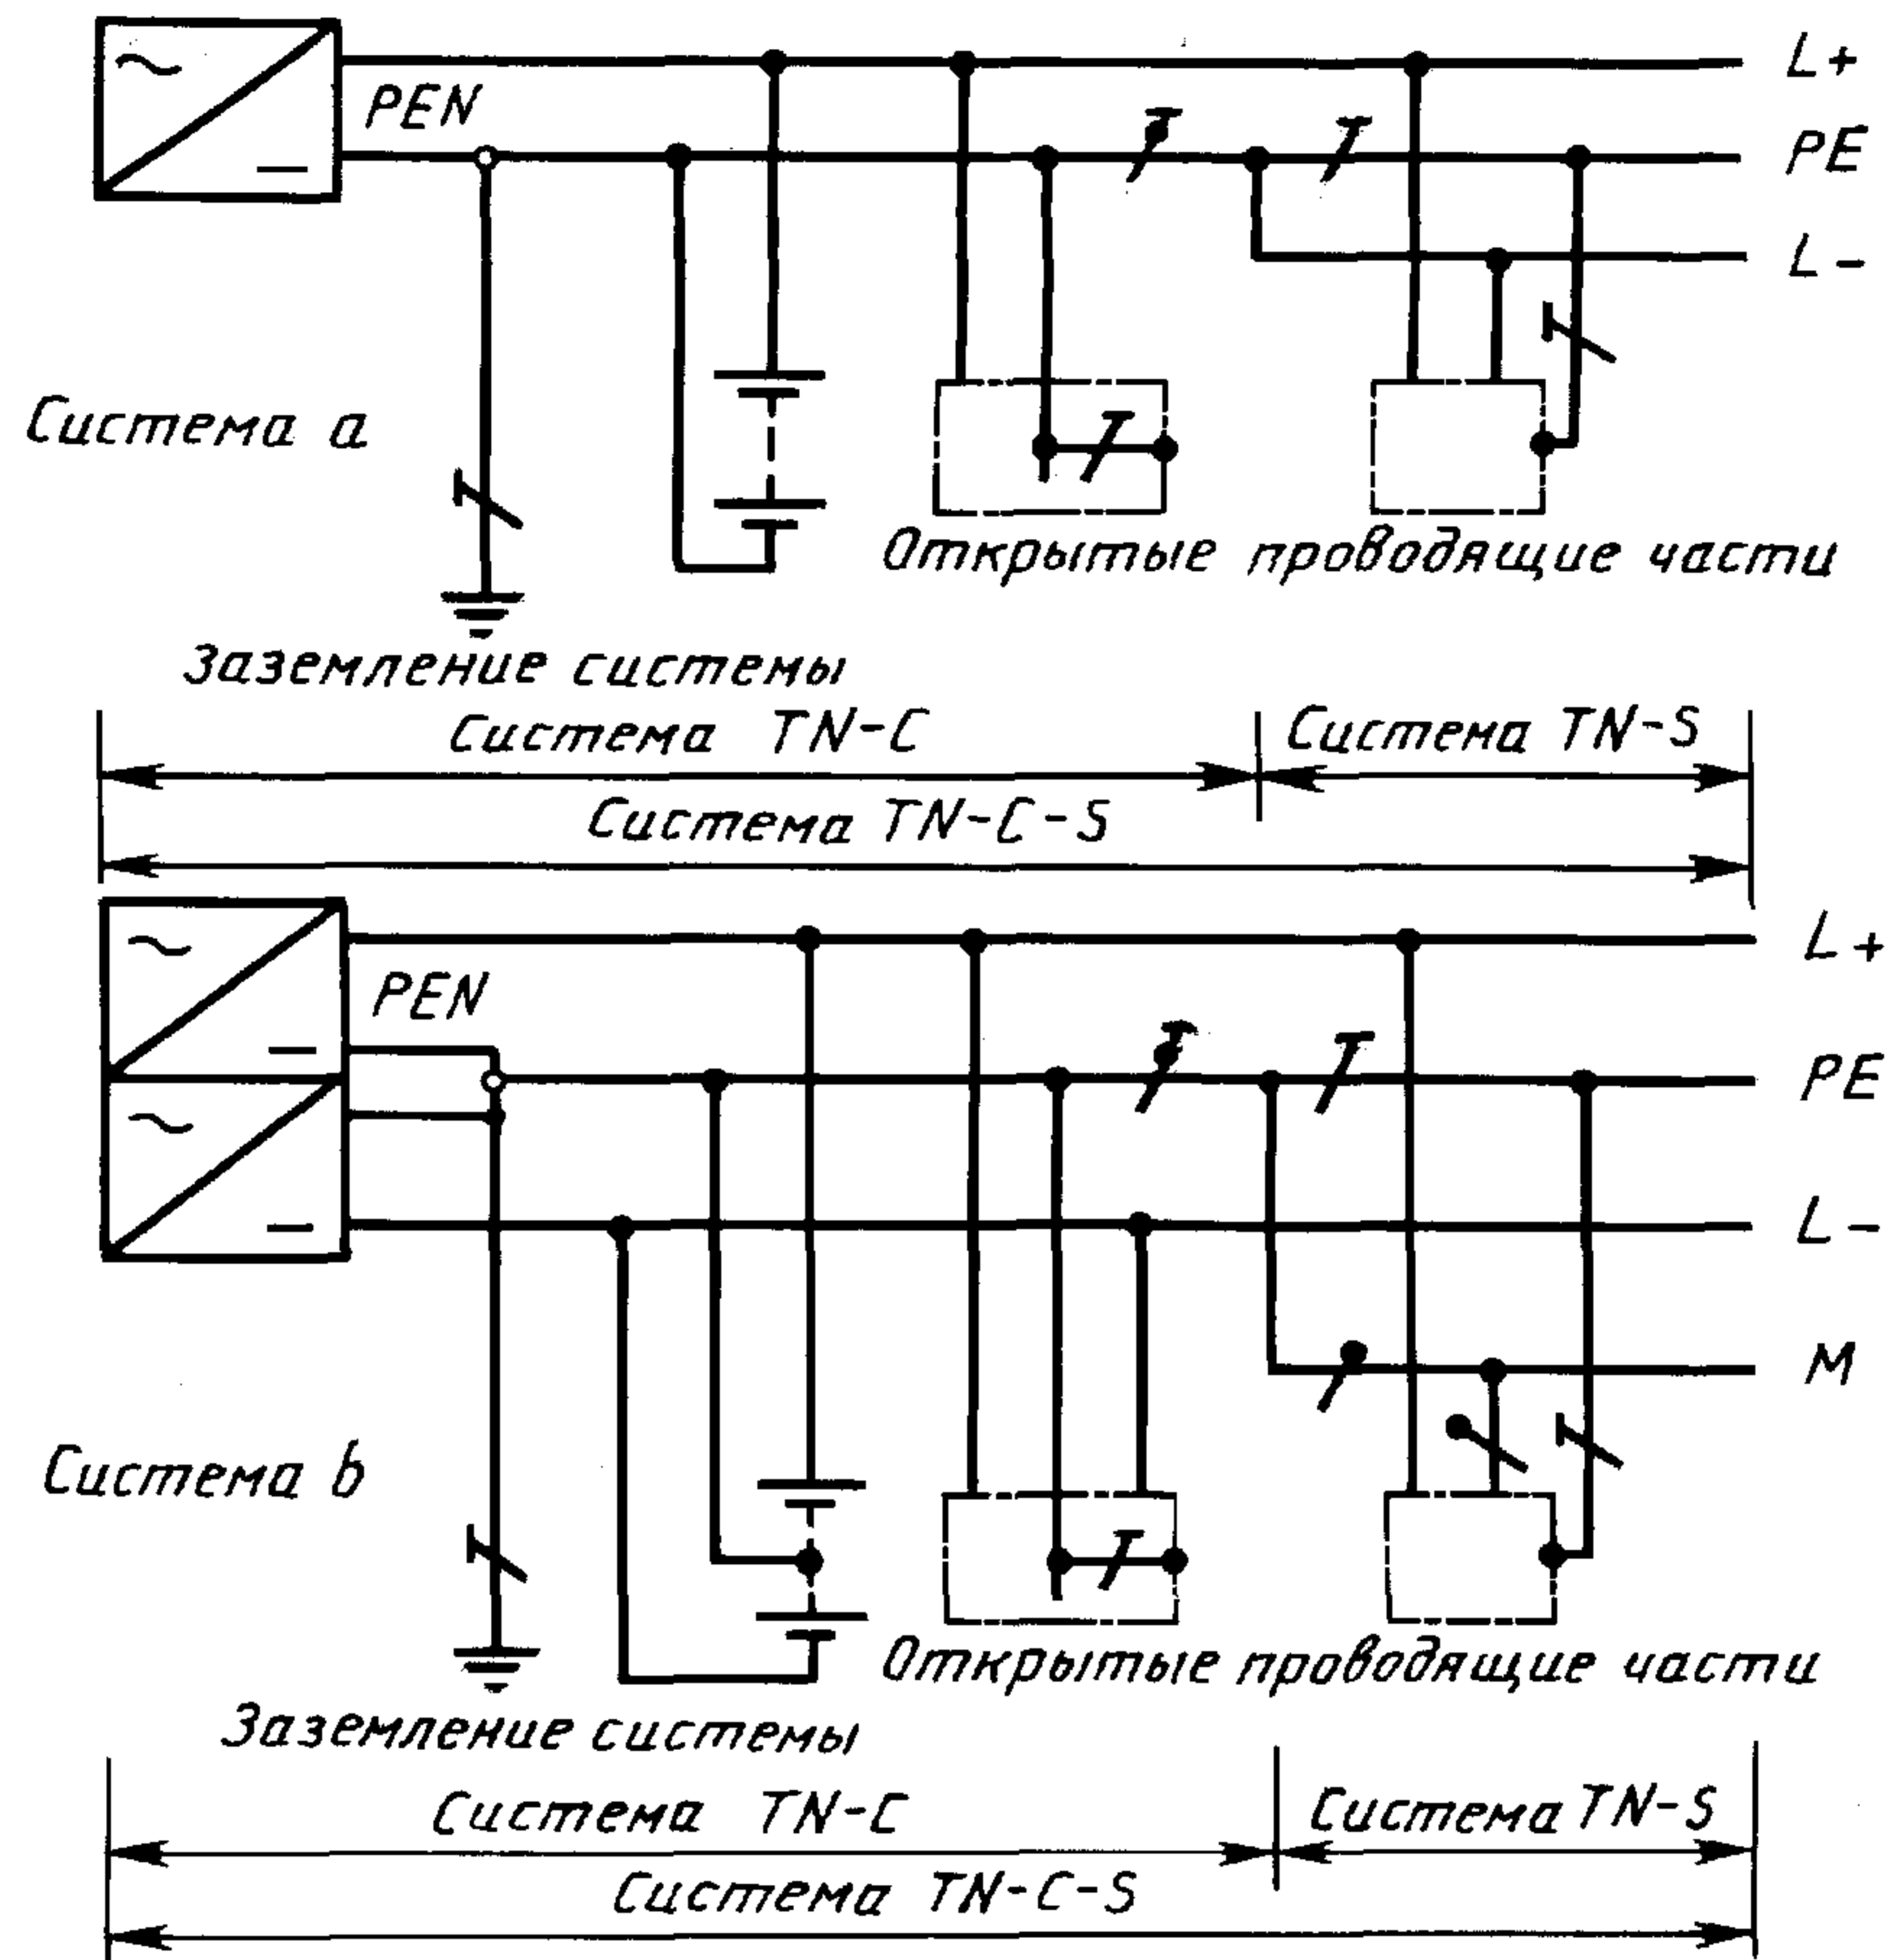 L+
PEN
PE
L-
Система a
Открытые проводящие части
Заземление системы
Система TN-C
Система TN-S
Система TN-C-S
L+
PEN
PE
L-
M
Система b
Открытые проводящие части
Заземление системы
Система TN-C
Система TN-S
Система TN-C-S